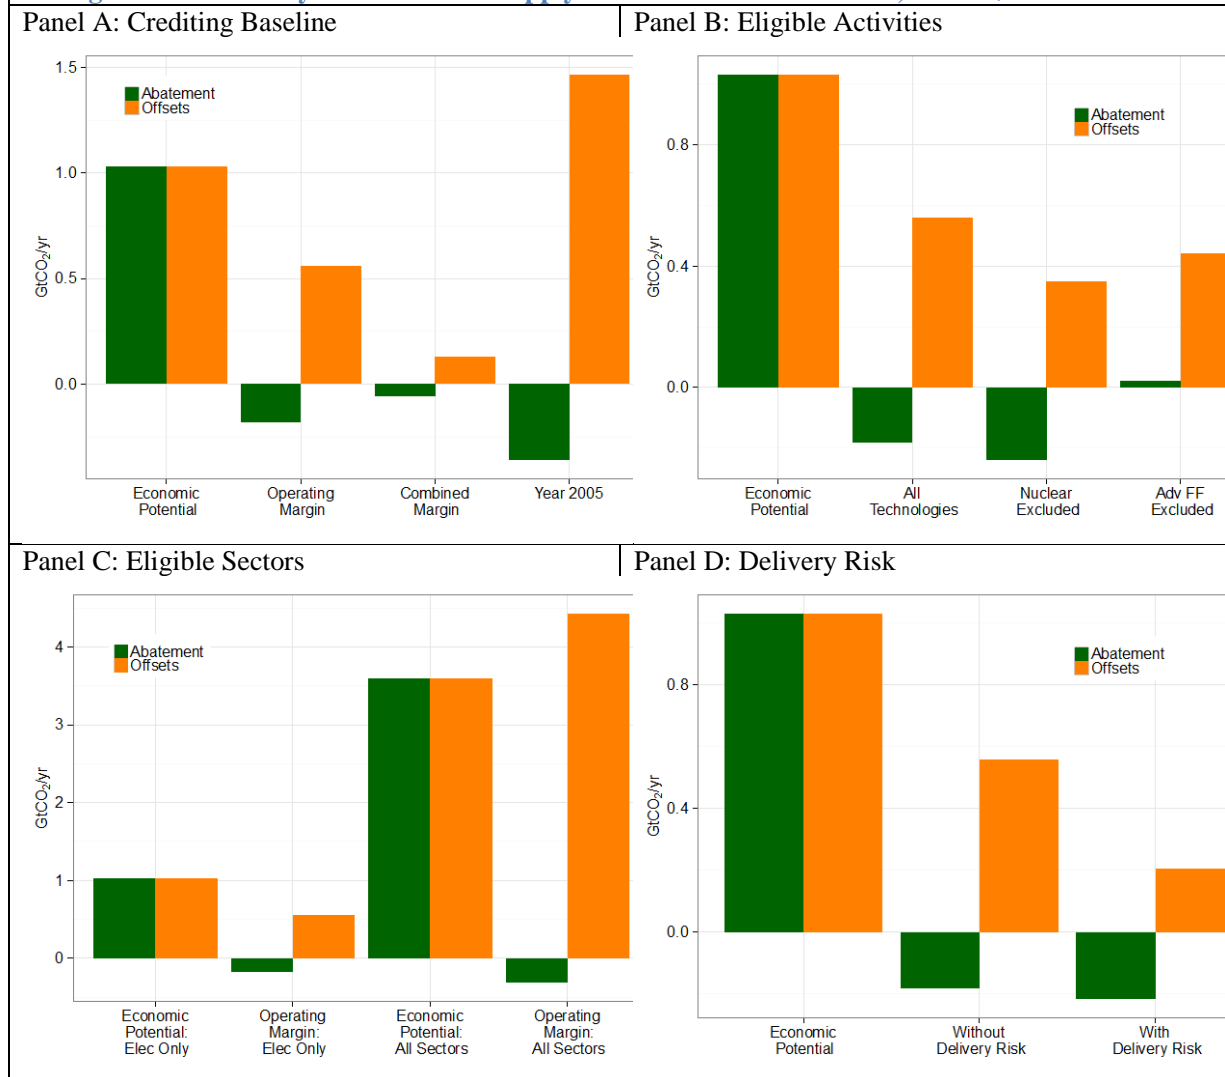 Panel A: Crediting Baseline
Panel B: Eligible Activities
1.5
1.0
0.5
0.0
GtCO₂/yr
Abatement
Offsets
Economic
Potential
Operating
Margin
Combined
Margin
Year 2005
0.8
0.4
0.0
GtCO₂/yr
Abatement
Offsets
Economic
Potential
All
Technologies
Nuclear
Excluded
Adv FF
Excluded
Panel C: Eligible Sectors
Panel D: Delivery Risk
4
3
2
1
0
GtCO₂/yr
Abatement
Offsets
Economic
Potential:
Elec Only
Operating
Margin:
Elec Only
Economic
Potential:
All Sectors
Operating
Margin:
All Sectors
0.8
0.4
0.0
GtCO₂/yr
Abatement
Offsets
Economic
Potential
Without
Delivery Risk
With
Delivery Risk